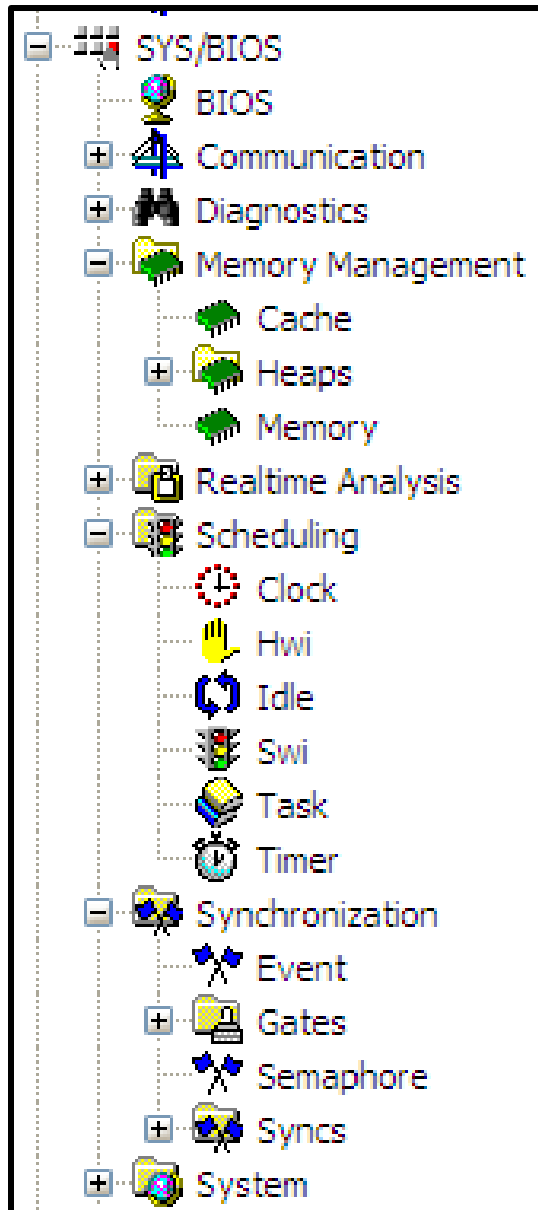 SYS/BIOS
BIOS
Communication
Diagnostics
Memory Management
Cache
Heaps
Memory
Realtime Analysis
Scheduling
Clock
Hwi
Idle
Swi
Task
Timer
Synchronization
Event
Gates
Semaphore
Syncs
System